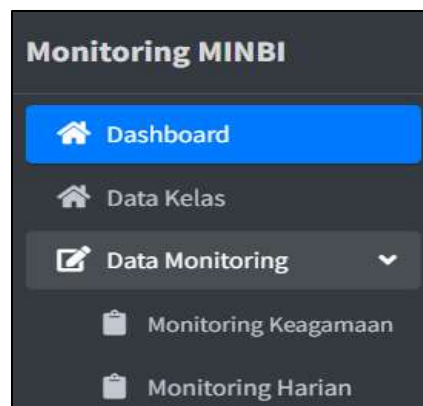 Monitoring MINBI
Dashboard
Data Kelas
Data Monitoring
Monitoring Keagamaan
Monitoring Harian